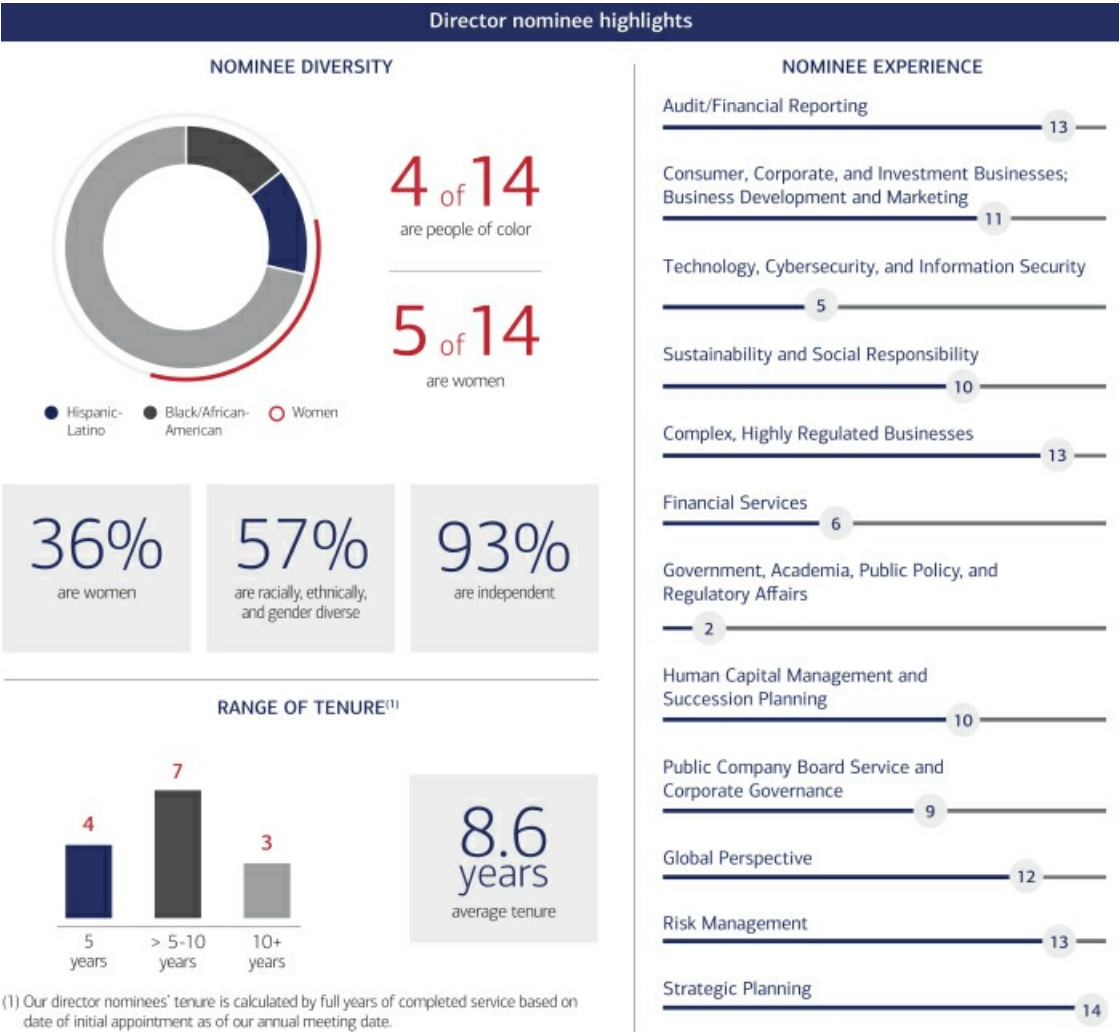 Director nominee highlights
NOMINEE DIVERSITY
4 of 14
are people of color
5 of 14
are women
Hispanic-
Latino
Black/African-
American
Women
36%
are women
57%
are racially, ethnically,
and gender diverse
93%
are independent
RANGE OF TENURE(1)
4
7
3
5
years
> 5-10
years
10+
years
8.6
years
average tenure
(1) Our director nominees' tenure is calculated by full years of completed service based on
date of initial appointment as of our annual meeting date.
NOMINEE EXPERIENCE
Audit/Financial Reporting
13
Consumer, Corporate, and Investment Businesses;
Business Development and Marketing
11
Technology, Cybersecurity, and Information Security
5
Sustainability and Social Responsibility
10
Complex, Highly Regulated Businesses
13
Financial Services
6
Government, Academia, Public Policy, and
Regulatory Affairs
2
Human Capital Management and
Succession Planning
10
Public Company Board Service and
Corporate Governance
9
Global Perspective
12
Risk Management
13
Strategic Planning
14